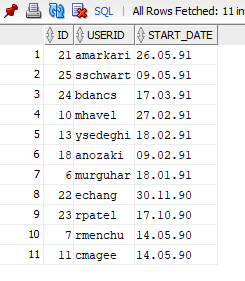 SQL | All Rows Fetched: 11 in
ID USERID START_DATE
1 21 amarkari 26.05.91
2 25 sschwart 09.05.91
3 24 bdancs 17.03.91
4 10 mhavel 27.02.91
5 13 ysedeghi 18.02.91
6 18 anozaki 09.02.91
7 6 murguhar 18.01.91
8 22 echang 30.11.90
9 23 rpatel 17.10.90
10 7 rmenchu 14.05.90
11 11 cmagee 14.05.90